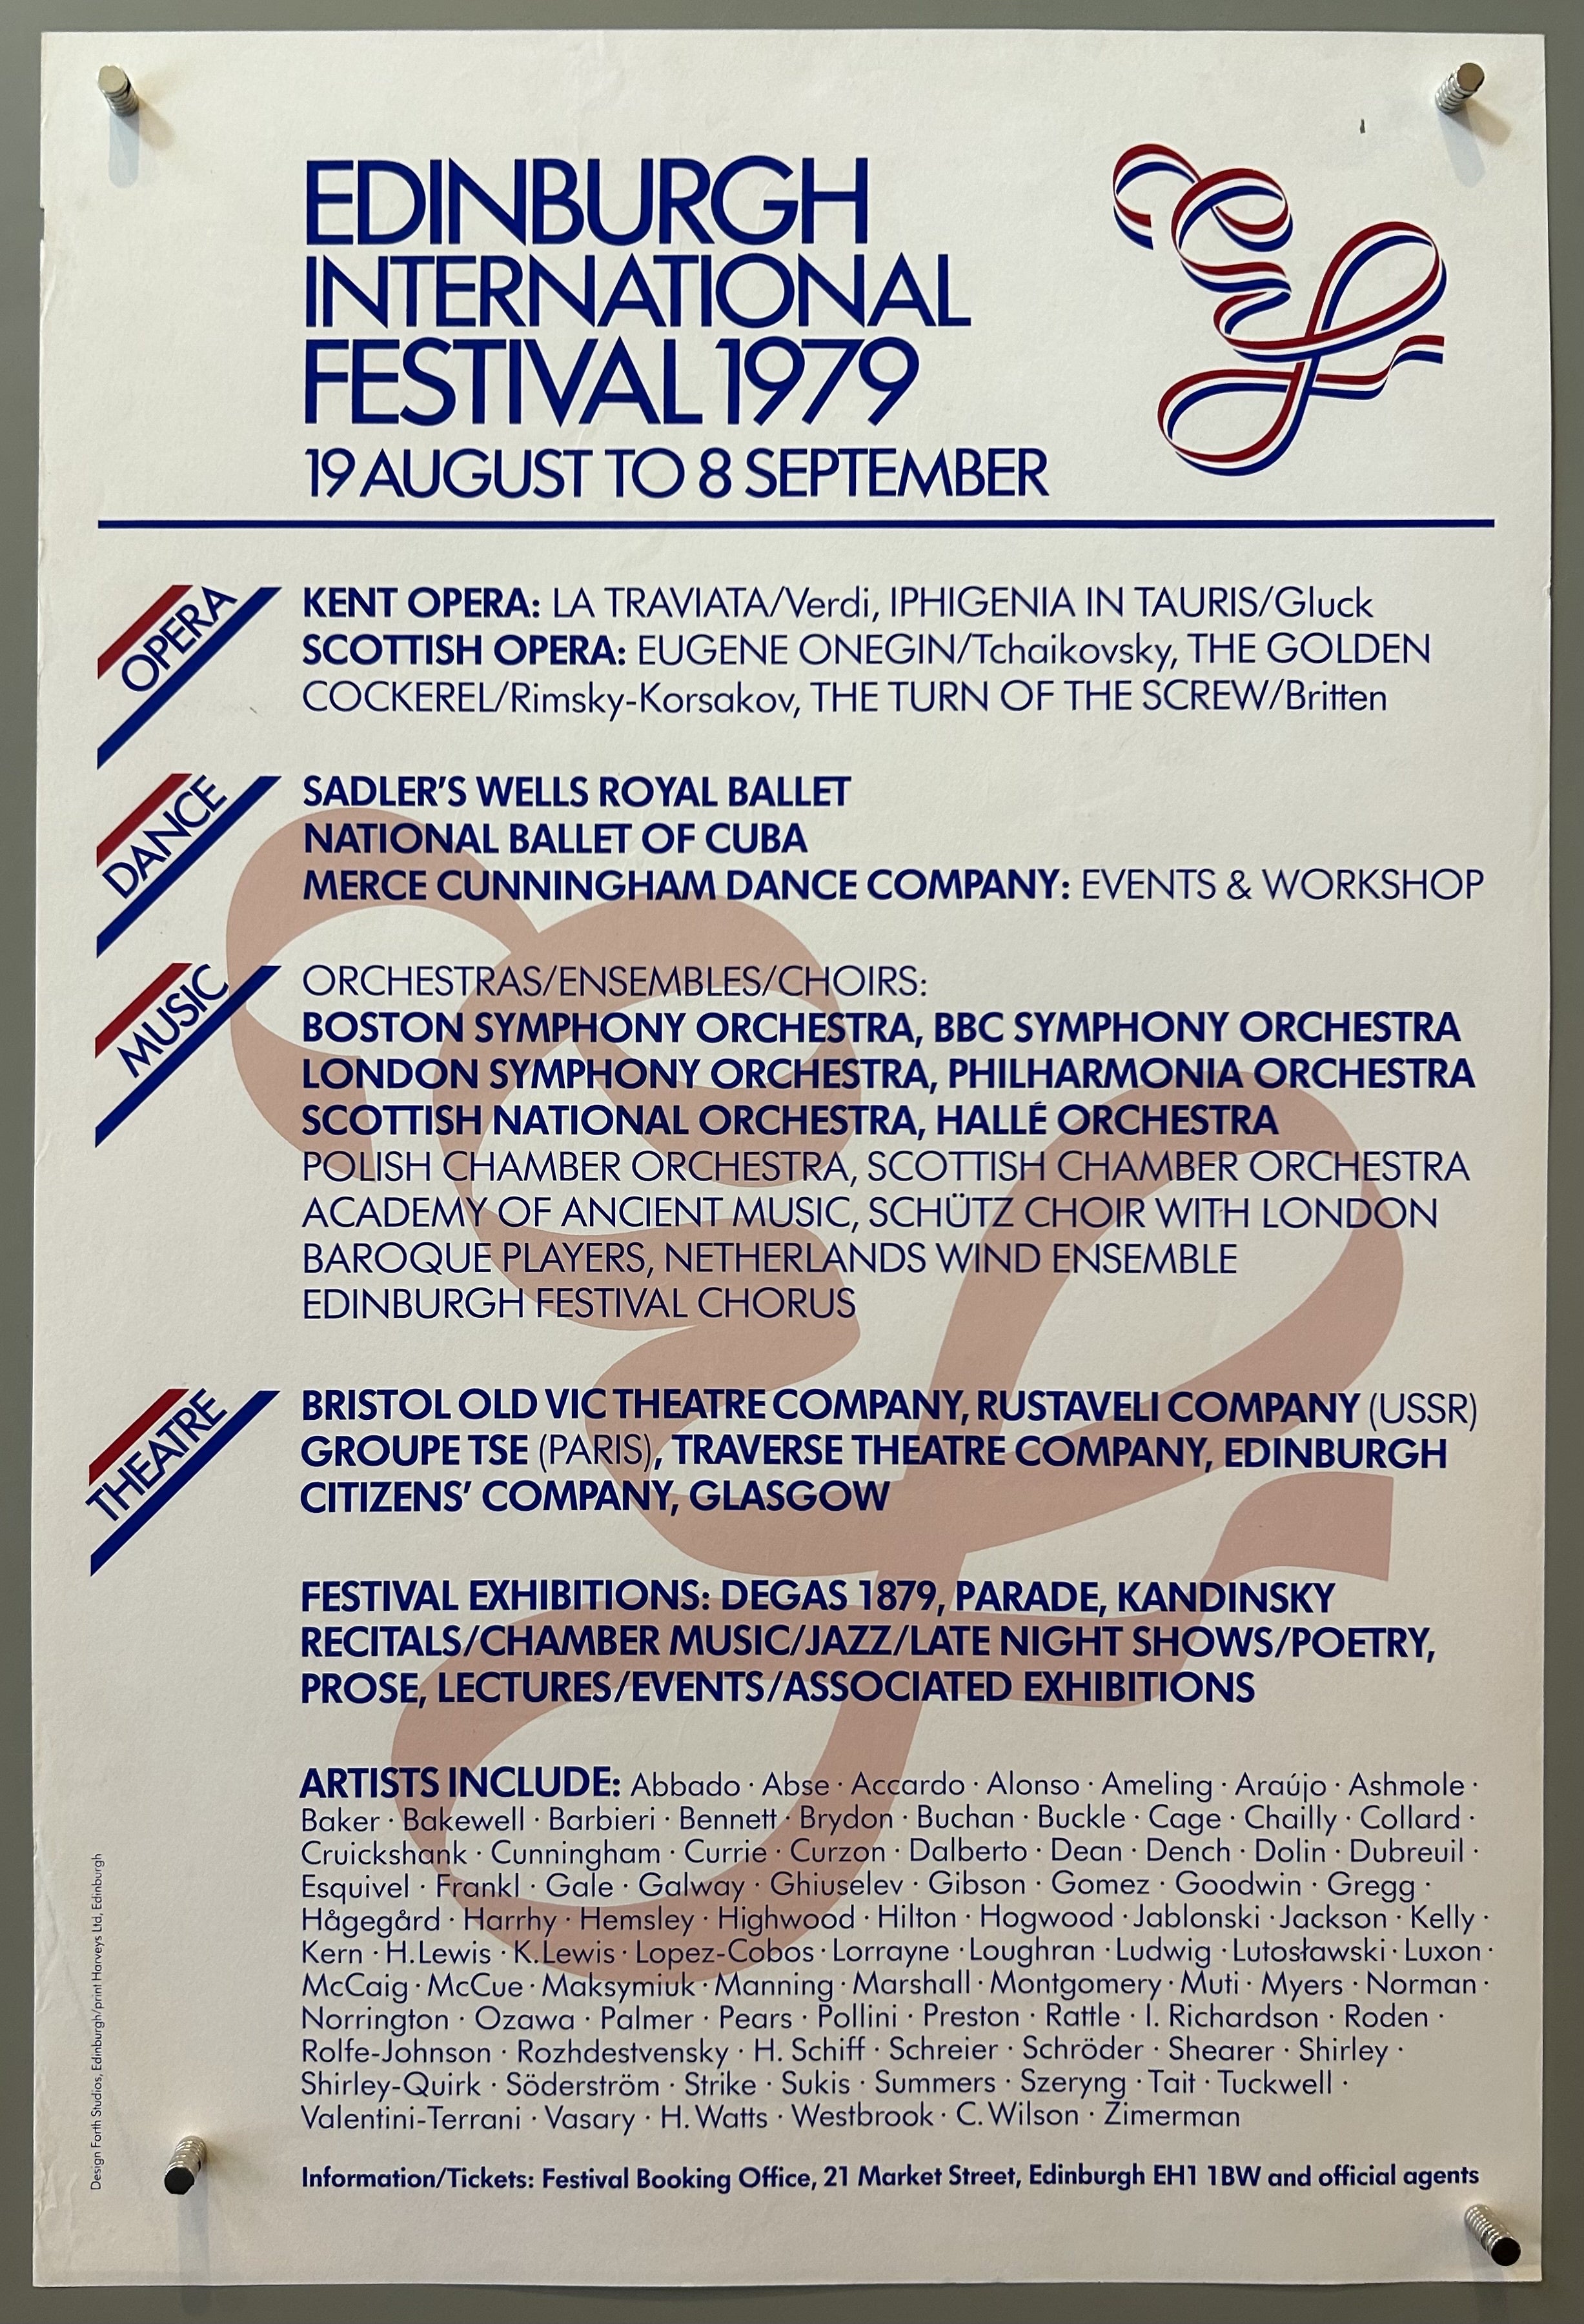 EDINBURGH
INTERNATIONAL
FESTIVAL 1979
19 AUGUST TO 8 SEPTEMBER
OPERA
KENT OPERA: LA TRAVIATA/Verdi, IPHIGENIA IN TAURIS/Gluck
SCOTTISH OPERA: EUGENE ONEGIN/Tchaikovsky, THE GOLDEN
COCKEREL/Rimsky-Korsakov, THE TURN OF THE SCREW/Britten
DANCE
SADLER'S WELLS ROYAL BALLET
NATIONAL BALLET OF CUBA
MERCE CUNNINGHAM DANCE COMPANY: EVENTS & WORKSHOP
MUSIC
ORCHESTRAS/ENSEMBLES/CHOIRS:
BOSTON SYMPHONY ORCHESTRA, BBC SYMPHONY ORCHESTRA
LONDON SYMPHONY ORCHESTRA, PHILHARMONIA ORCHESTRA
SCOTTISH NATIONAL ORCHESTRA, HALLÉ ORCHESTRA
POLISH CHAMBER ORCHESTRA, SCOTTISH CHAMBER ORCHESTRA
ACADEMY OF ANCIENT MUSIC, SCHÜTZ CHOIR WITH LONDON
BAROQUE PLAYERS, NETHERLANDS WIND ENSEMBLE
EDINBURGH FESTIVAL CHORUS
THEATRE
BRISTOL OLD VIC THEATRE COMPANY, RUSTAVELI COMPANY (USSR)
GROUPE TSE (PARIS), TRAVERSE THEATRE COMPANY, EDINBURGH
CITIZENS' COMPANY, GLASGOW
FESTIVAL EXHIBITIONS: DEGAS 1879, PARADE, KANDINSKY
RECITALS/CHAMBER MUSIC/JAZZ/LATE NIGHT SHOWS/POETRY,
PROSE, LECTURES/EVENTS/ASSOCIATED EXHIBITIONS
ARTISTS INCLUDE: Abbado · Abse · Accardo · Alonso · Ameling · Araújo · Ashmole ·
Baker · Bakewell · Barbieri · Bennett · Brydon · Buchan · Buckle · Cage · Chailly · Collard ·
Cruickshank · Cunningham · Currie · Curzon · Dalberto · Dean · Dench · Dolin · Dubreuil ·
Esquivel · Frankl · Gale · Galway · Ghiuselev · Gibson · Gomez · Goodwin · Gregg ·
Hågegård · Harrhy · Hemsley · Highwood · Hilton · Hogwood · Jablonski · Jackson · Kelly ·
Kern · H.Lewis · K.Lewis · Lopez-Cobos · Lorrayne · Loughran · Ludwig · Lutosławski · Luxon ·
McCaig · McCue · Maksymiuk · Manning · Marshall · Montgomery · Muti · Myers · Norman ·
Norrington · Ozawa · Palmer · Pears · Pollini · Preston · Rattle · I. Richardson · Roden ·
Rolfe-Johnson · Rozhdestvensky · H. Schiff · Schreier · Schröder · Shearer · Shirley ·
Shirley-Quirk · Söderström · Strike · Sukis · Summers · Szeryng · Tait · Tuckwell ·
Valentini-Terrani · Vasary · H. Watts · Westbrook · C. Wilson · Zimerman
Information/Tickets: Festival Booking Office, 21 Market Street, Edinburgh EH1 1BW and official agents
Design Forth Studios, Edinburgh/print Harveys Ltd, Edinburgh